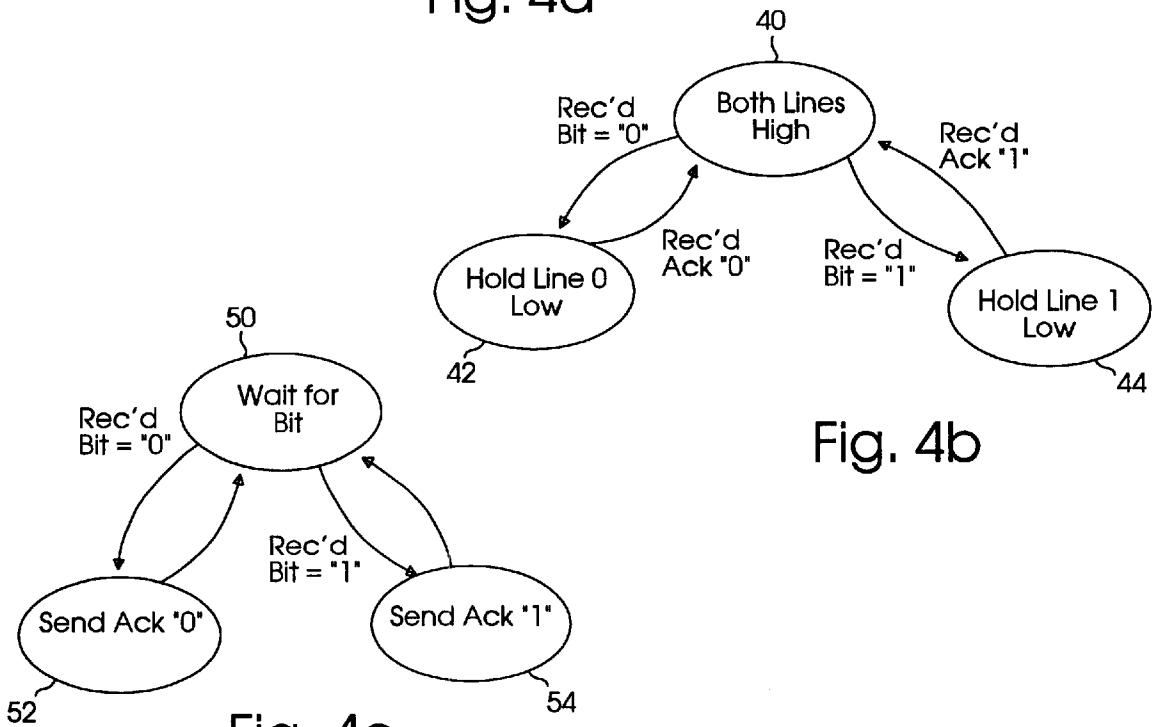 Fig. 4a
40
Both Lines
High
Rec'd
Bit = "0"
Rec'd
Ack "1"
Rec'd
Ack "0"
Rec'd
Bit = "1"
Hold Line 0
Low
42
Hold Line 1
Low
44
Fig. 4b
50
Wait for
Bit
Rec'd
Bit = "0"
Rec'd
Bit = "1"
Send Ack "0"
52
Send Ack "1"
54
Fig. 4c